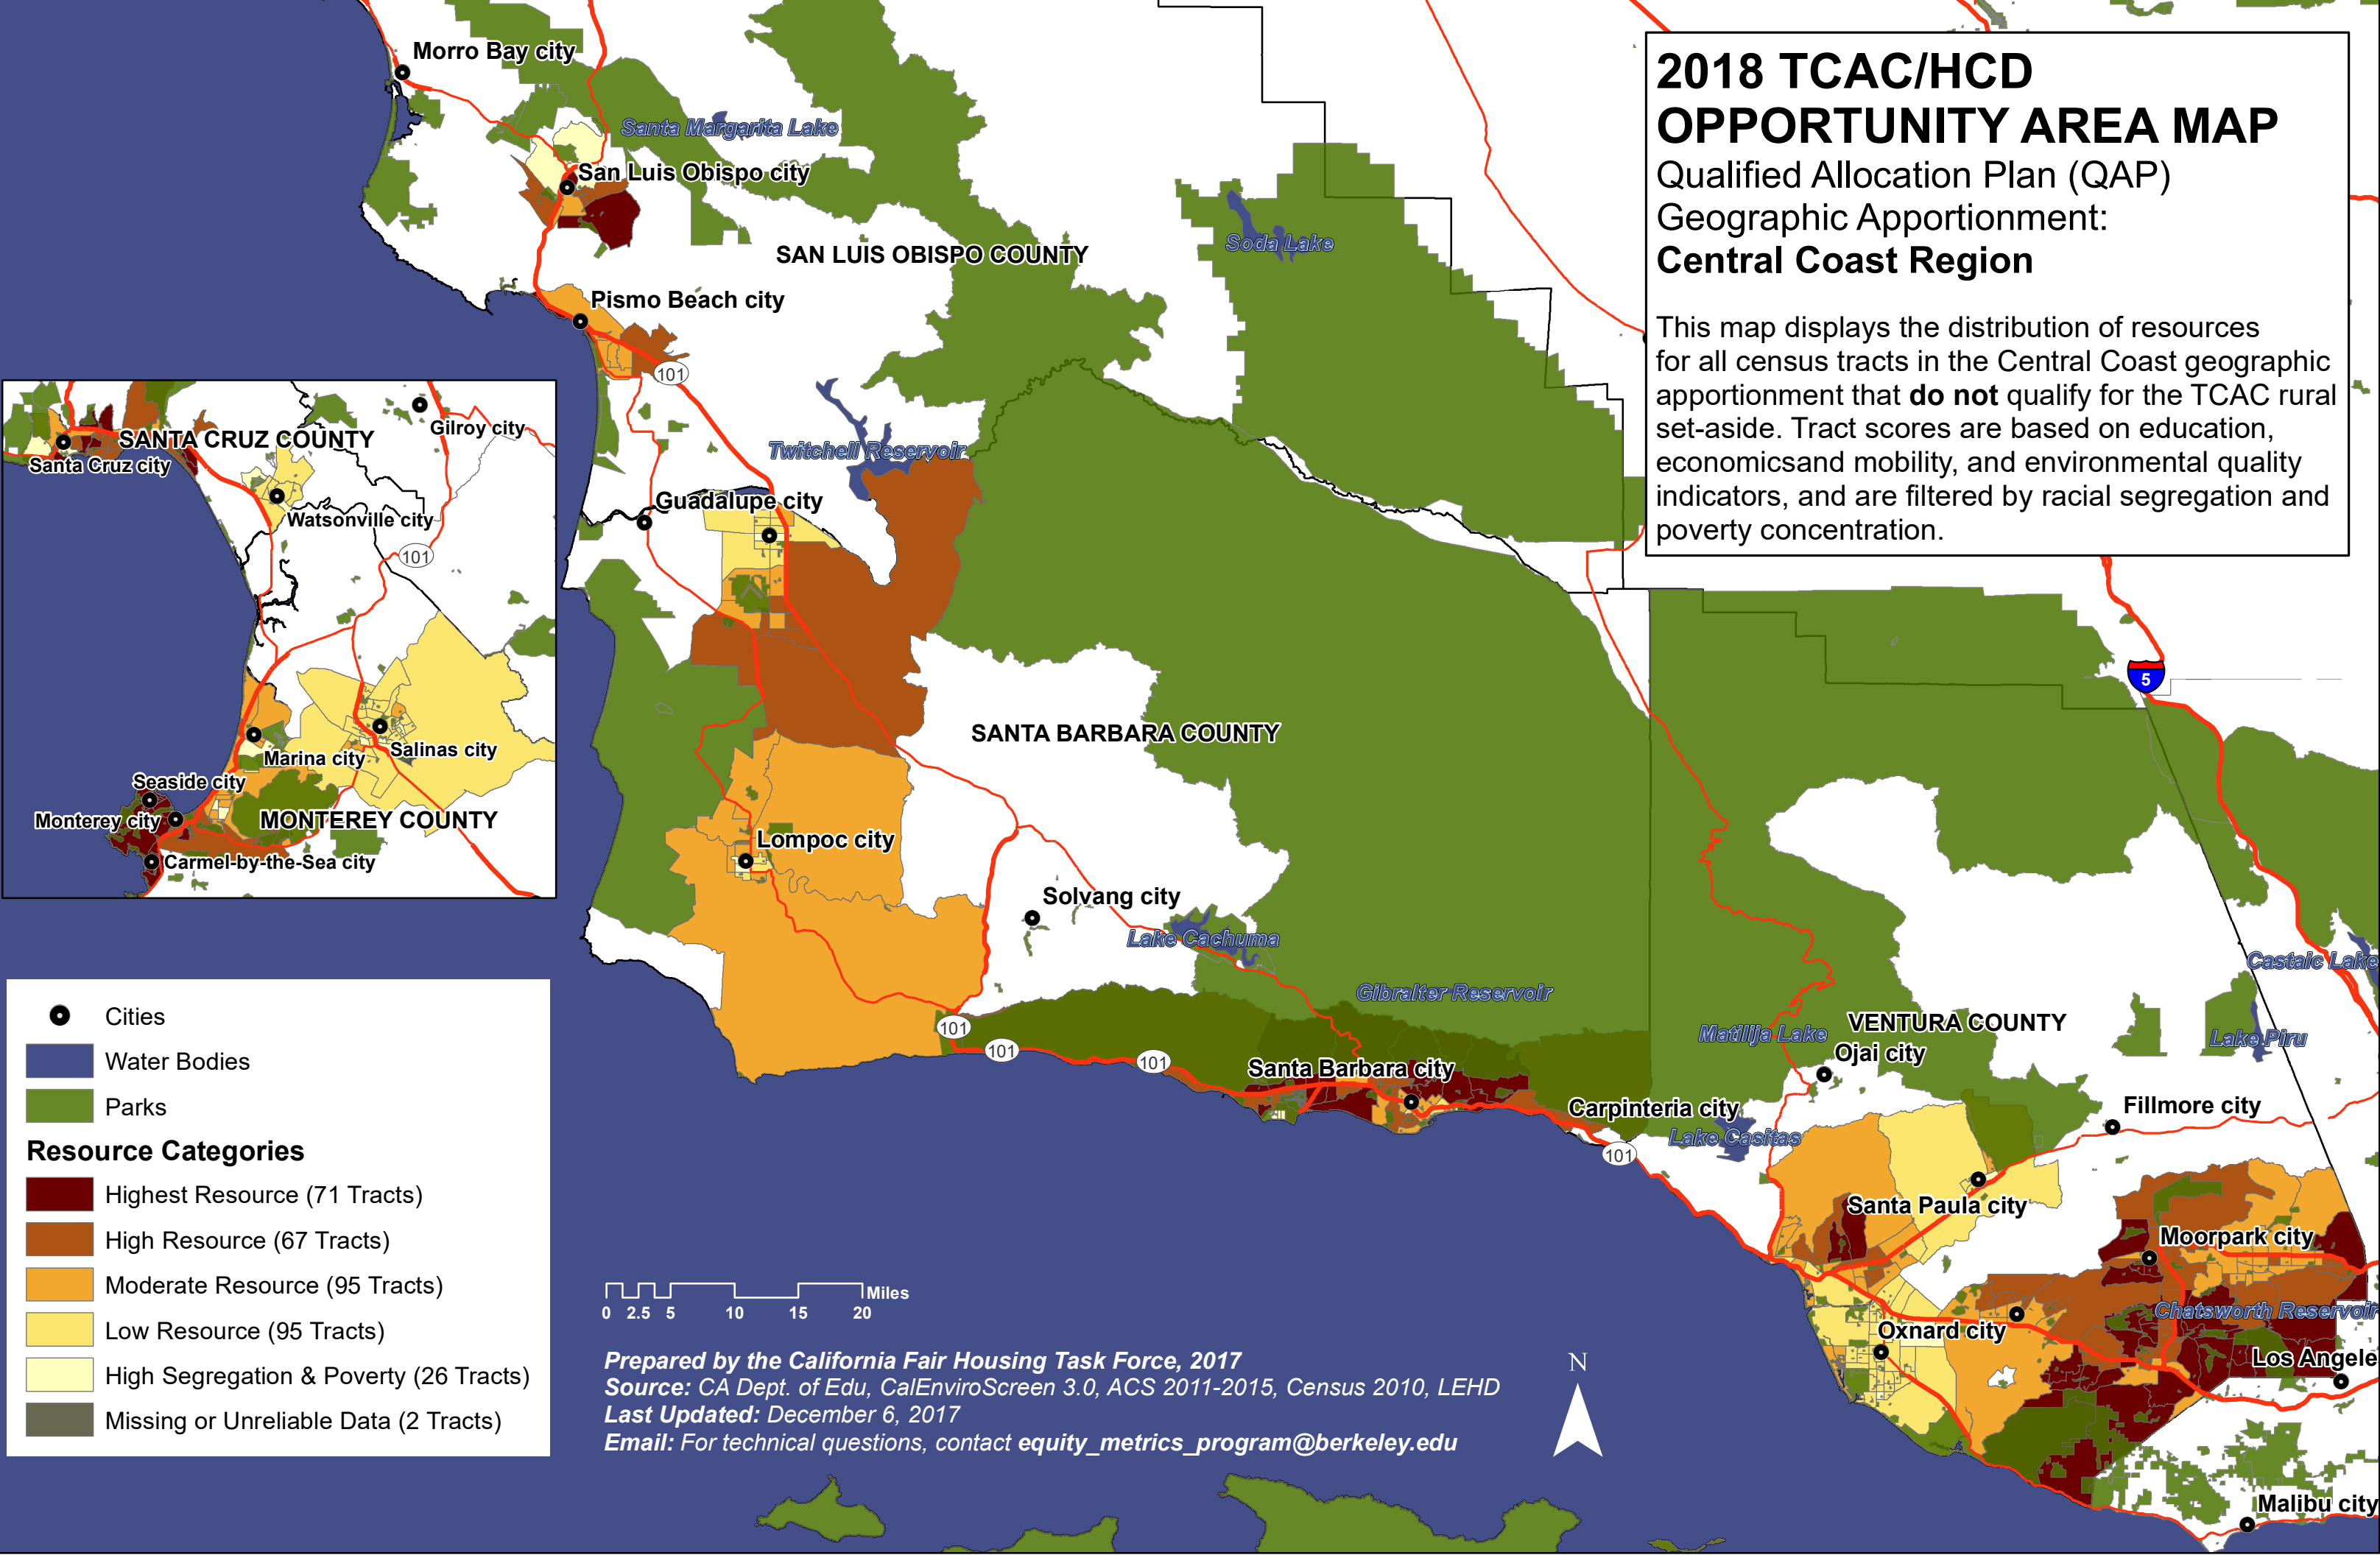 2018 TCAC/HCD
OPPORTUNITY AREA MAP
Qualified Allocation Plan (QAP)
Geographic Apportionment:
Central Coast Region
This map displays the distribution of resources
for all census tracts in the Central Coast geographic
apportionment that do not qualify for the TCAC rural
set-aside. Tract scores are based on education,
economicsand mobility, and environmental quality
indicators, and are filtered by racial segregation and
poverty concentration.
Morro Bay city
Santa Margarita Lake
San Luis Obispo city
SAN LUIS OBISPO COUNTY
Soda Lake
Pismo Beach city
101
Twitchell Reservoir
Guadalupe city
SANTA CRUZ COUNTY
Gilroy city
Santa Cruz city
Watsonville city
101
Salinas city
Marina city
Seaside city
Monterey city
MONTEREY COUNTY
Carmel-by-the-Sea city
5
SANTA BARBARA COUNTY
Lompoc city
Solvang city
Lake Cachuma
Castaic Lake
Gibralter Reservoir
Matilija Lake
VENTURA COUNTY
Lake Piru
Ojai city
101
101
101
Santa Barbara city
Carpinteria city
Lake Casitas
101
Fillmore city
Santa Paula city
Moorpark city
Chatsworth Reservoir
Oxnard city
Los Angele
Malibu city
Cities
Water Bodies
Parks
Resource Categories
Highest Resource (71 Tracts)
High Resource (67 Tracts)
Moderate Resource (95 Tracts)
Low Resource (95 Tracts)
High Segregation & Poverty (26 Tracts)
Missing or Unreliable Data (2 Tracts)
Miles
0 2.5 5 10 15 20
Prepared by the California Fair Housing Task Force, 2017
Source: CA Dept. of Edu, CalEnviroScreen 3.0, ACS 2011-2015, Census 2010, LEHD
Last Updated: December 6, 2017
Email: For technical questions, contact equity_metrics_program@berkeley.edu
N